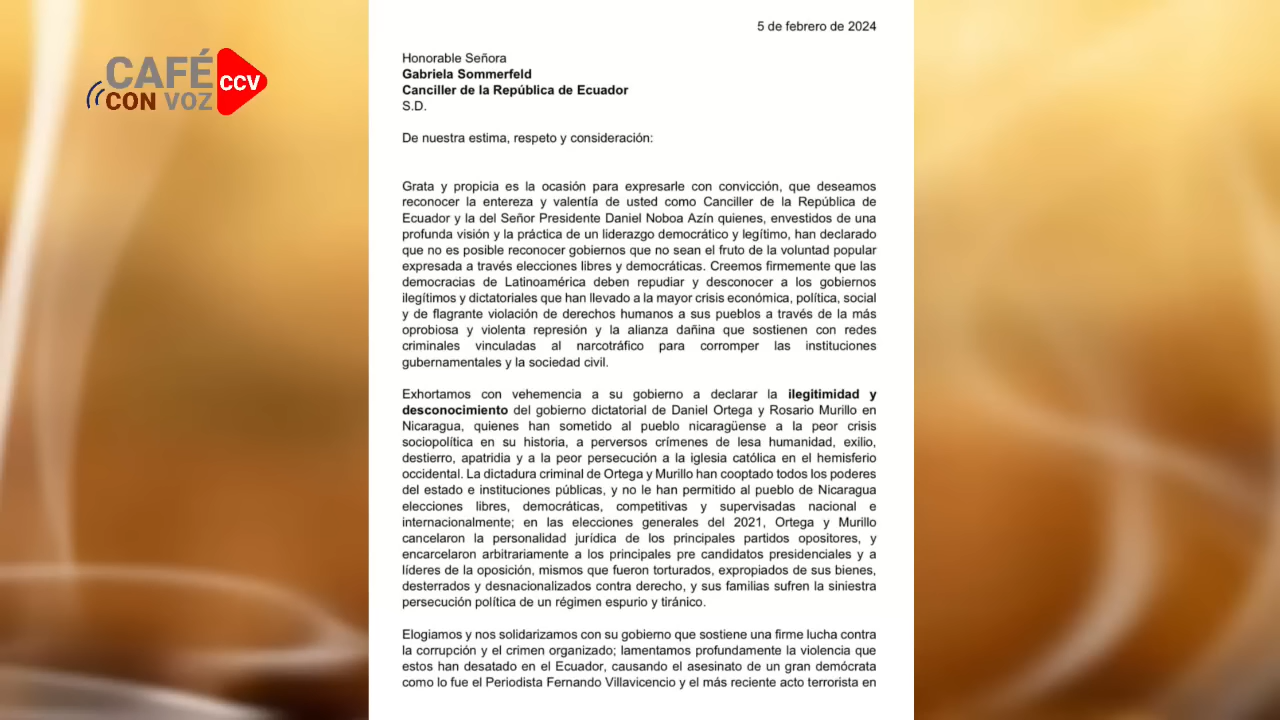 CAFÉ
CON VOZ
CCV
5 de febrero de 2024
Honorable Señora
Gabriela Sommerfeld
Canciller de la República de Ecuador
S.D.
De nuestra estima, respeto y consideración:
Grata y propicia es la ocasión para expresarle con convicción, que deseamos
reconocer la entereza y valentía de usted como Canciller de la República de
Ecuador y la del Señor Presidente Daniel Noboa Azín quienes, envestidos de una
profunda visión y la práctica de un liderazgo democrático y legítimo, han declarado
que no es posible reconocer gobiernos que no sean el fruto de la voluntad popular
expresada a través elecciones libres y democráticas. Creemos firmemente que las
democracias de Latinoamérica deben repudiar y desconocer a los gobiernos
ilegítimos y dictatoriales que han llevado a la mayor crisis económica, política, social
y de flagrante violación de derechos humanos a sus pueblos a través de la más
oprobiosa y violenta represión y la alianza dañina que sostienen con redes
criminales vinculadas al narcotráfico para corromper las instituciones
gubernamentales y la sociedad civil.
Exhortamos con vehemencia a su gobierno a declarar la ilegitimidad y
desconocimiento del gobierno dictatorial de Daniel Ortega y Rosario Murillo en
Nicaragua, quienes han sometido al pueblo nicaragüense a la peor crisis
sociopolítica en su historia, a perversos crímenes de lesa humanidad, exilio,
destierro, apatridia y a la peor persecución a la iglesia católica en el hemisferio
occidental. La dictadura criminal de Ortega y Murillo han cooptado todos los poderes
del estado e instituciones públicas, y no le han permitido al pueblo de Nicaragua
elecciones libres, democráticas, competitivas y supervisadas nacional e
internacionalmente; en las elecciones generales del 2021, Ortega y Murillo
cancelaron la personalidad jurídica de los principales partidos opositores, y
encarcelaron arbitrariamente a los principales pre candidatos presidenciales y a
líderes de la oposición, mismos que fueron torturados, expropiados de sus bienes,
desterrados y desnacionalizados contra derecho, y sus familias sufren la siniestra
persecución política de un régimen espurio y tiránico.
Elogiamos y nos solidarizamos con su gobierno que sostiene una firme lucha contra
la corrupción y el crimen organizado; lamentamos profundamente la violencia que
estos han desatado en el Ecuador, causando el asesinato de un gran demócrata
como lo fue el Periodista Fernando Villavicencio y el más reciente acto terrorista en